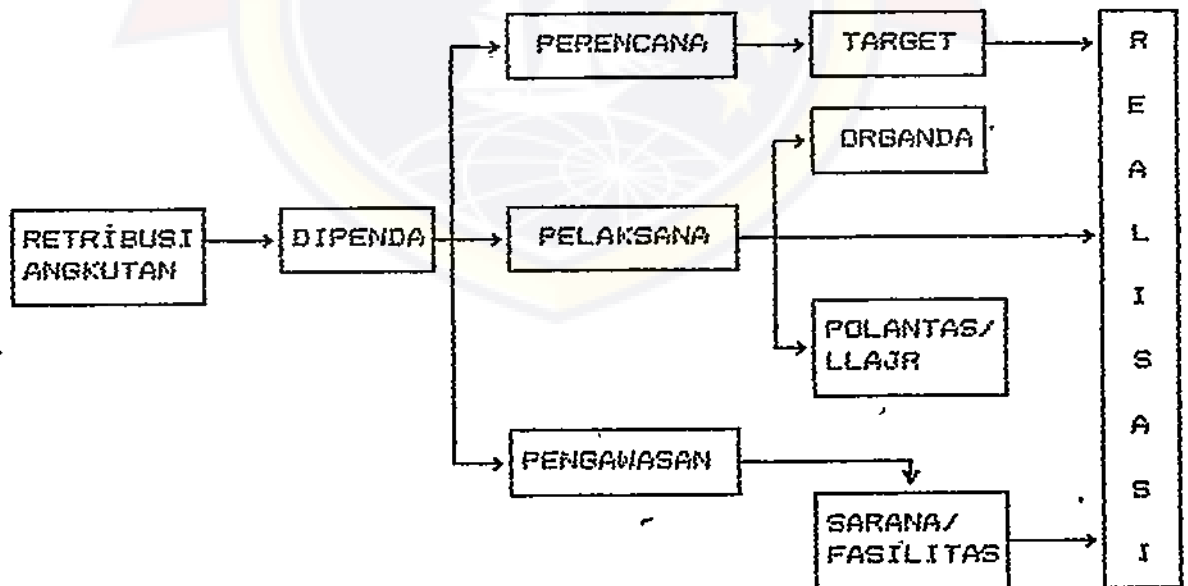 PERENCANA
TARGET
ORGANDA
RETRIBUSI
ANGKUTAN
DIPENDA
PELAKSANA
POLANTAS/
LLAJR
PENGAWASAN
SARANA/
FASILITAS
R
E
A
L
I
S
A
S
I